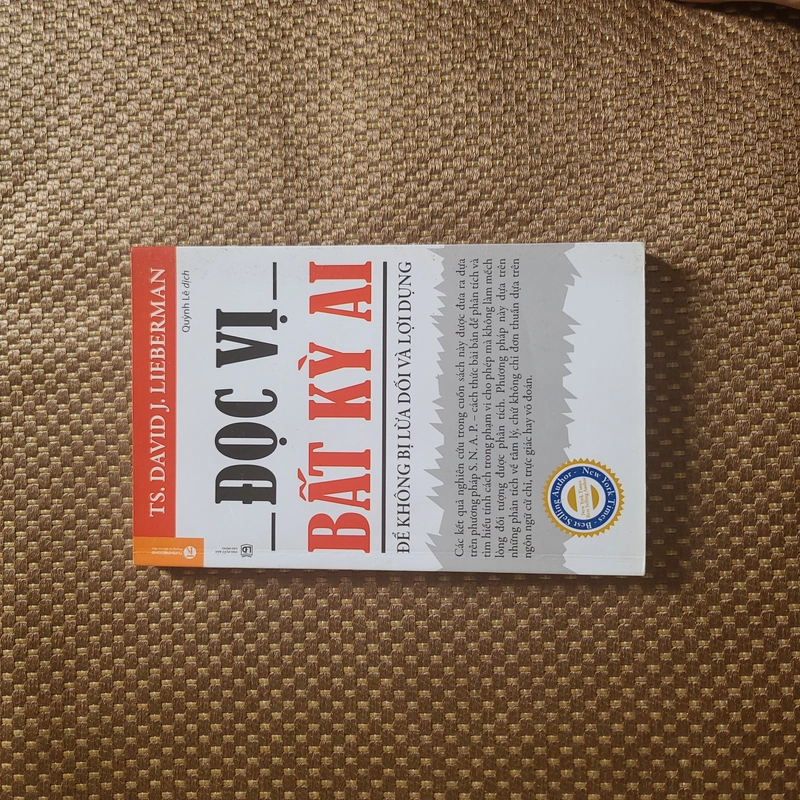 TS. DAVID J. LIEBERMAN
Quỳnh Lê dịch
ĐỌC VỊ
BẤT KỲ AI
ĐỂ KHÔNG BỊ LỪA DỐI VÀ LỢI DỤNG
Các kết quả nghiên cứu trong cuốn sách này được đưa ra dựa
trên phương pháp S. N. A. P. – cách thức bài bản để phân tích và
tìm hiểu tính cách trong phạm vi cho phép mà không làm mếch
lòng đối tượng được phân tích. Phương pháp này dựa trên
những phân tích về tâm lý, chứ không chỉ đơn thuần dựa trên
ngôn ngữ cử chỉ, trực giác hay võ đoán.
New York Times - Best Selling Author -